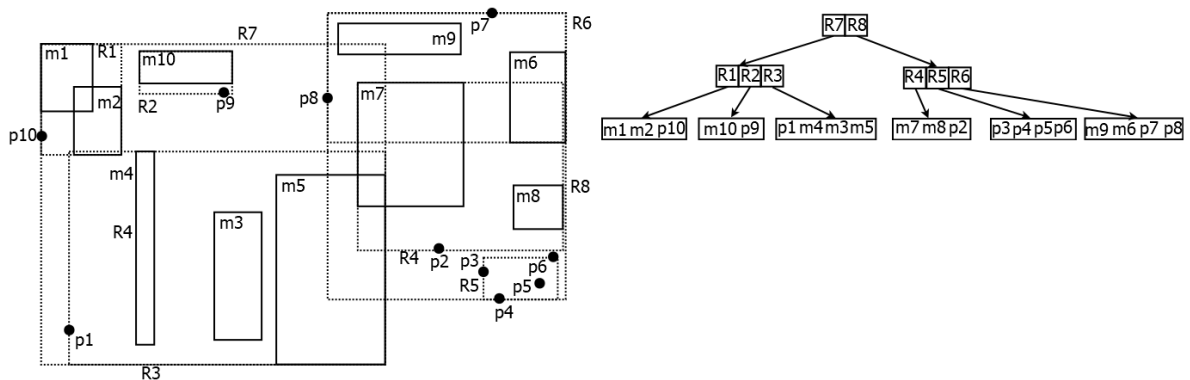 p7
R6
R7
m1
R1
m10
m9
m6
R2
p9
p8
m7
m2
p10
m4
m5
R8
m8
R4
m3
R4
p2
p3
p6
R5
p5
p4
p1
R3
R7 R8
R1 R2 R3
R4 R5 R6
m1 m2 p10
m10 p9
p1 m4 m3 m5
m7 m8 p2
p3 p4 p5 p6
m9 m6 p7 p8